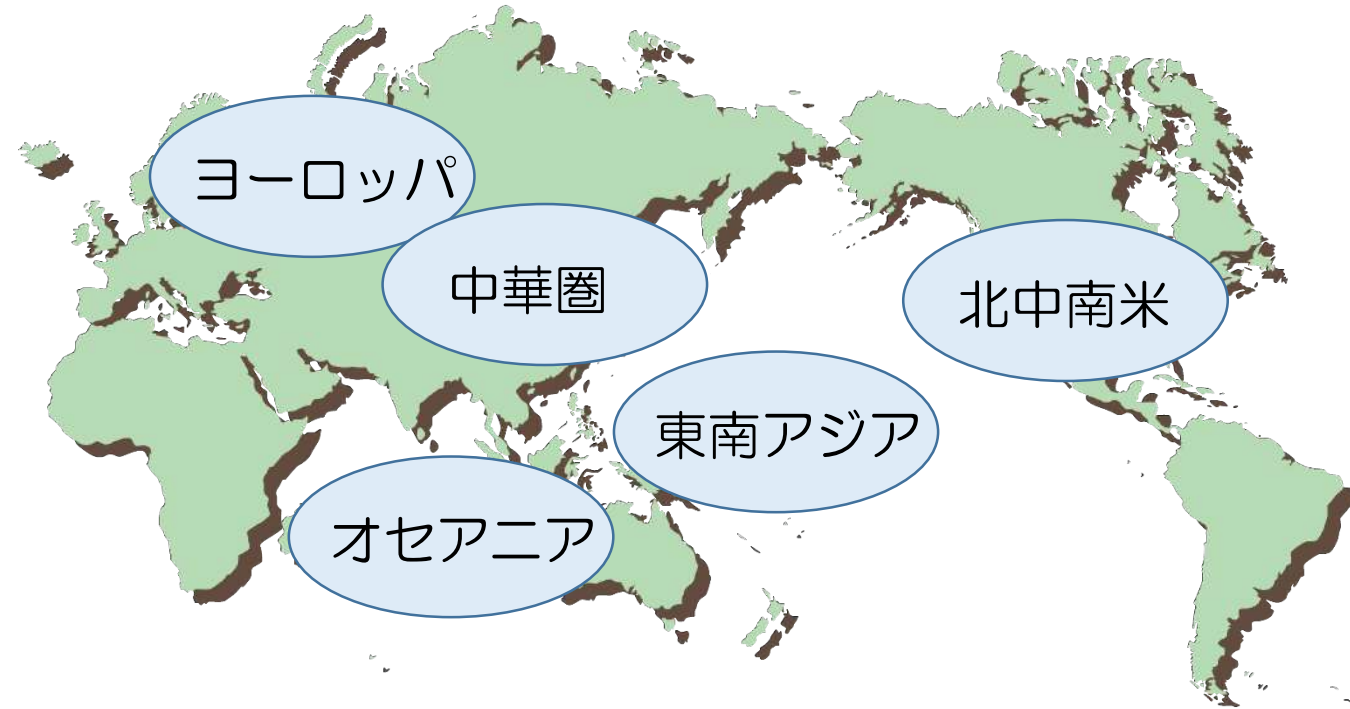 ヨーロッパ
中華圏
北中南米
東南アジア
オセアニア